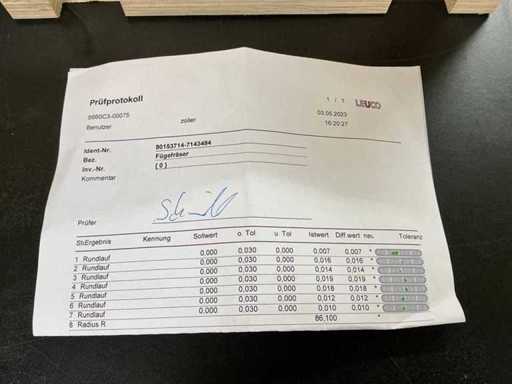 Prüfprotokoll
1 / 1 LEUCO
S660C3-00075
03.05.2023
Benutzer zoller
16:20:27
Ident-Nr. 90153714-7143484
Bez. Fügefräser
Inv.-Nr. [ 0 ]
Kommentar
Prüfer
St Ergebnis Kennung Sollwert o. Tol u. Tol Istwert Diff.wert neu. Toleranz
1 Rundlauf 0,000 0,030 0,000 0,007 0,007 *
2 Rundlauf 0,000 0,030 0,000 0,016 0,016 *
3 Rundlauf 0,000 0,030 0,000 0,014 0,014 *
4 Rundlauf 0,000 0,030 0,000 0,019 0,019 *
5 Rundlauf 0,000 0,030 0,000 0,018 0,018 *
6 Rundlauf 0,000 0,030 0,000 0,012 0,012 *
7 Rundlauf 0,000 0,030 0,000 0,010 0,010 *
8 Radius R 86,100 *